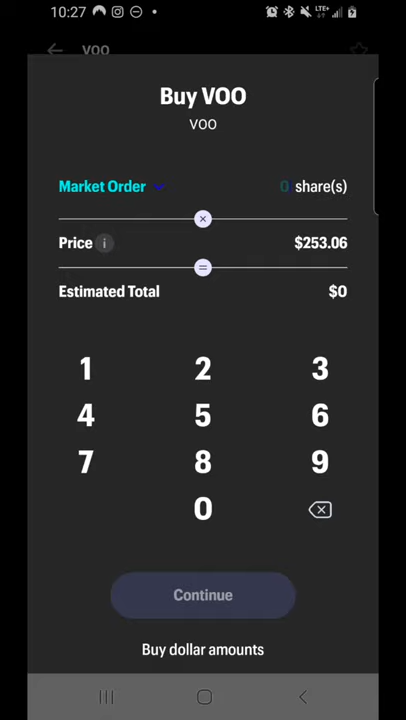 10:27
LTE+
VOO
Buy VOO
VOO
Market Order 0 share(s)
×
Price i $253.06
=
Estimated Total $0
1 2 3
4 5 6
7 8 9
0
Continue
Buy dollar amounts